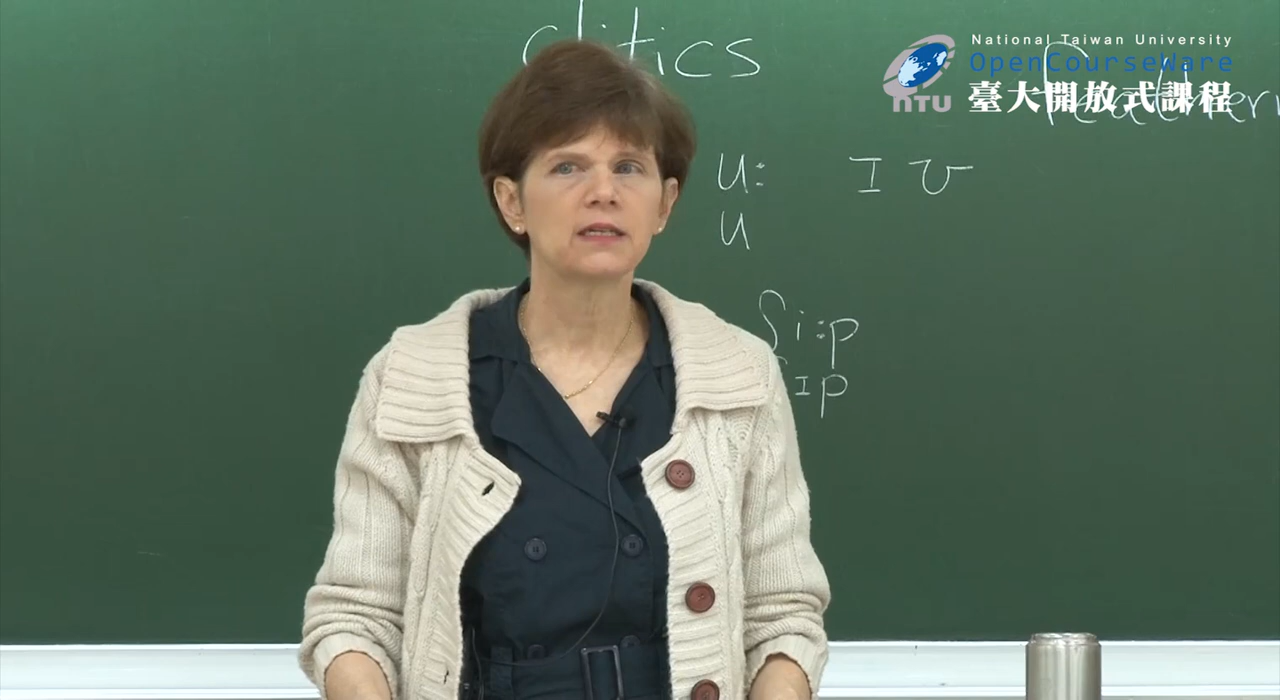 clitics
National Taiwan University
OpenCourseWare
NTU
臺大開放式課程
u: ɪ ʊ
u
ʃi:p
ɪp